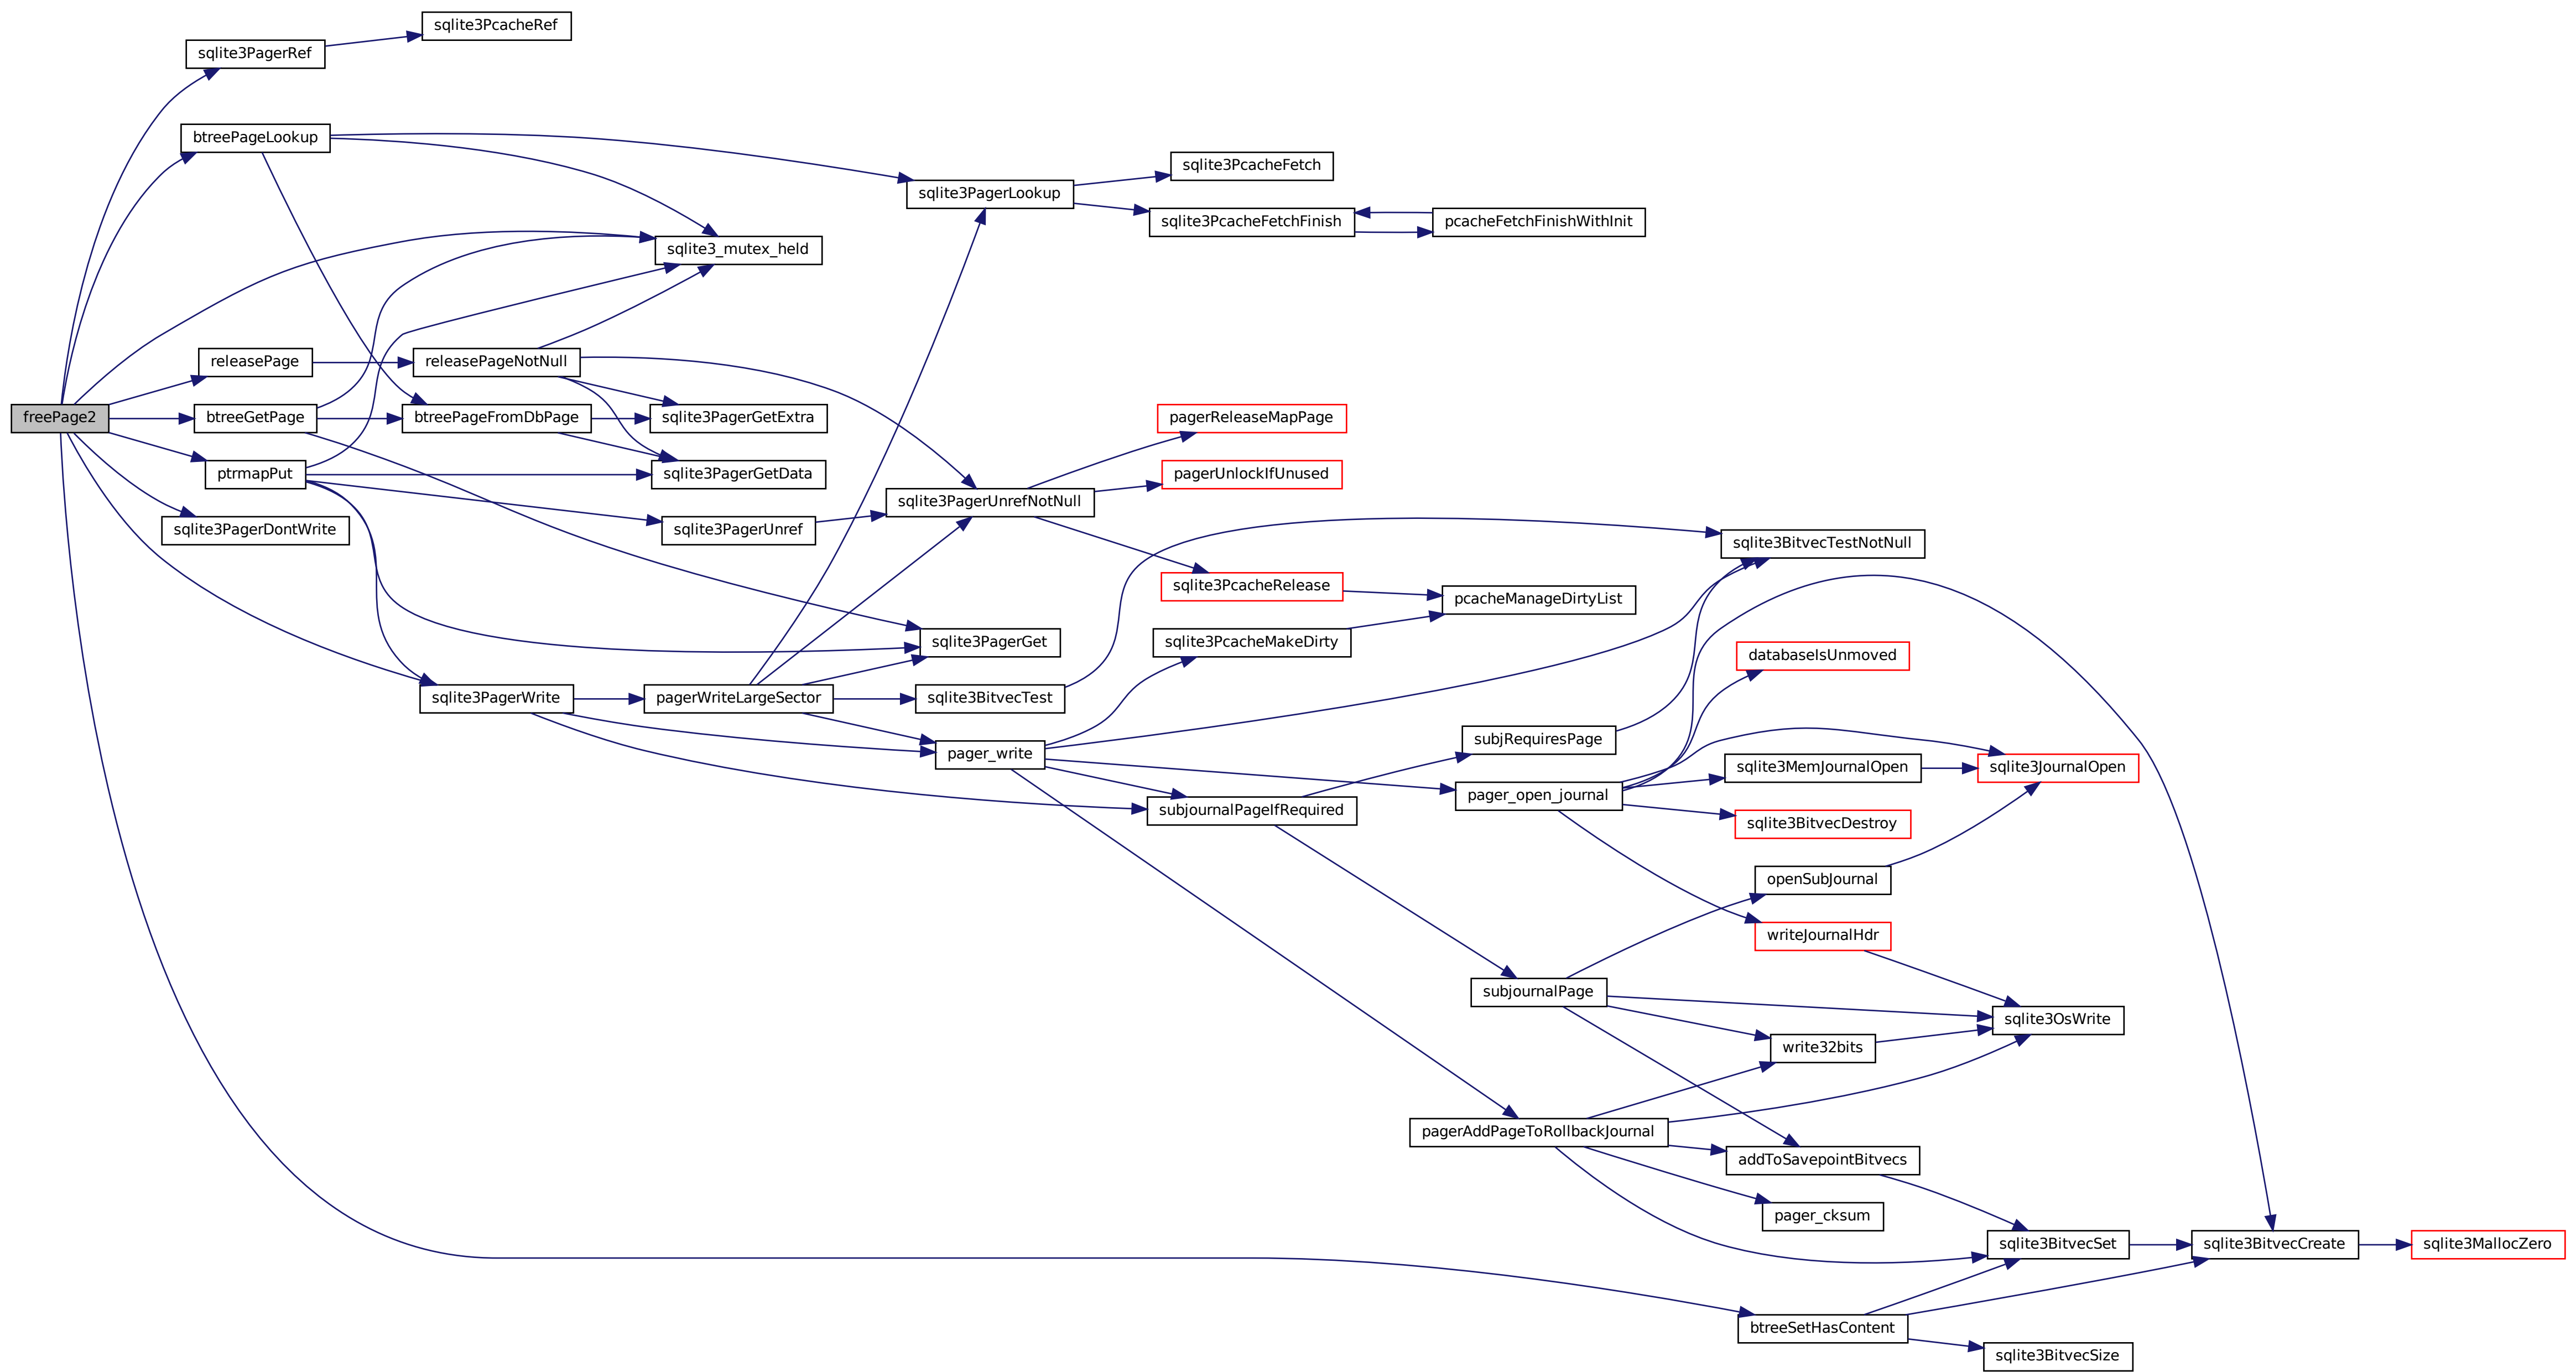 sqlite3PcacheRef
sqlite3PagerRef
btreePageLookup
sqlite3PcacheFetch
sqlite3PagerLookup
sqlite3PcacheFetchFinish
pcacheFetchFinishWithInit
sqlite3_mutex_held
releasePage
releasePageNotNull
freePage2
btreeGetPage
btreePageFromDbPage
sqlite3PagerGetExtra
pagerReleaseMapPage
ptrmapPut
sqlite3PagerGetData
pagerUnlockIfUnused
sqlite3PagerUnrefNotNull
sqlite3PagerDontWrite
sqlite3PagerUnref
sqlite3BitvecTestNotNull
sqlite3PcacheRelease
pcacheManageDirtyList
sqlite3PagerGet
sqlite3PcacheMakeDirty
databaseIsUnmoved
sqlite3PagerWrite
pagerWriteLargeSector
sqlite3BitvecTest
subjRequiresPage
pager_write
sqlite3MemJournalOpen
sqlite3JournalOpen
pager_open_journal
subjournalPageIfRequired
sqlite3BitvecDestroy
openSubJournal
writeJournalHdr
subjournalPage
sqlite3OsWrite
write32bits
pagerAddPageToRollbackJournal
addToSavepointBitvecs
pager_cksum
sqlite3BitvecSet
sqlite3BitvecCreate
sqlite3MallocZero
btreeSetHasContent
sqlite3BitvecSize